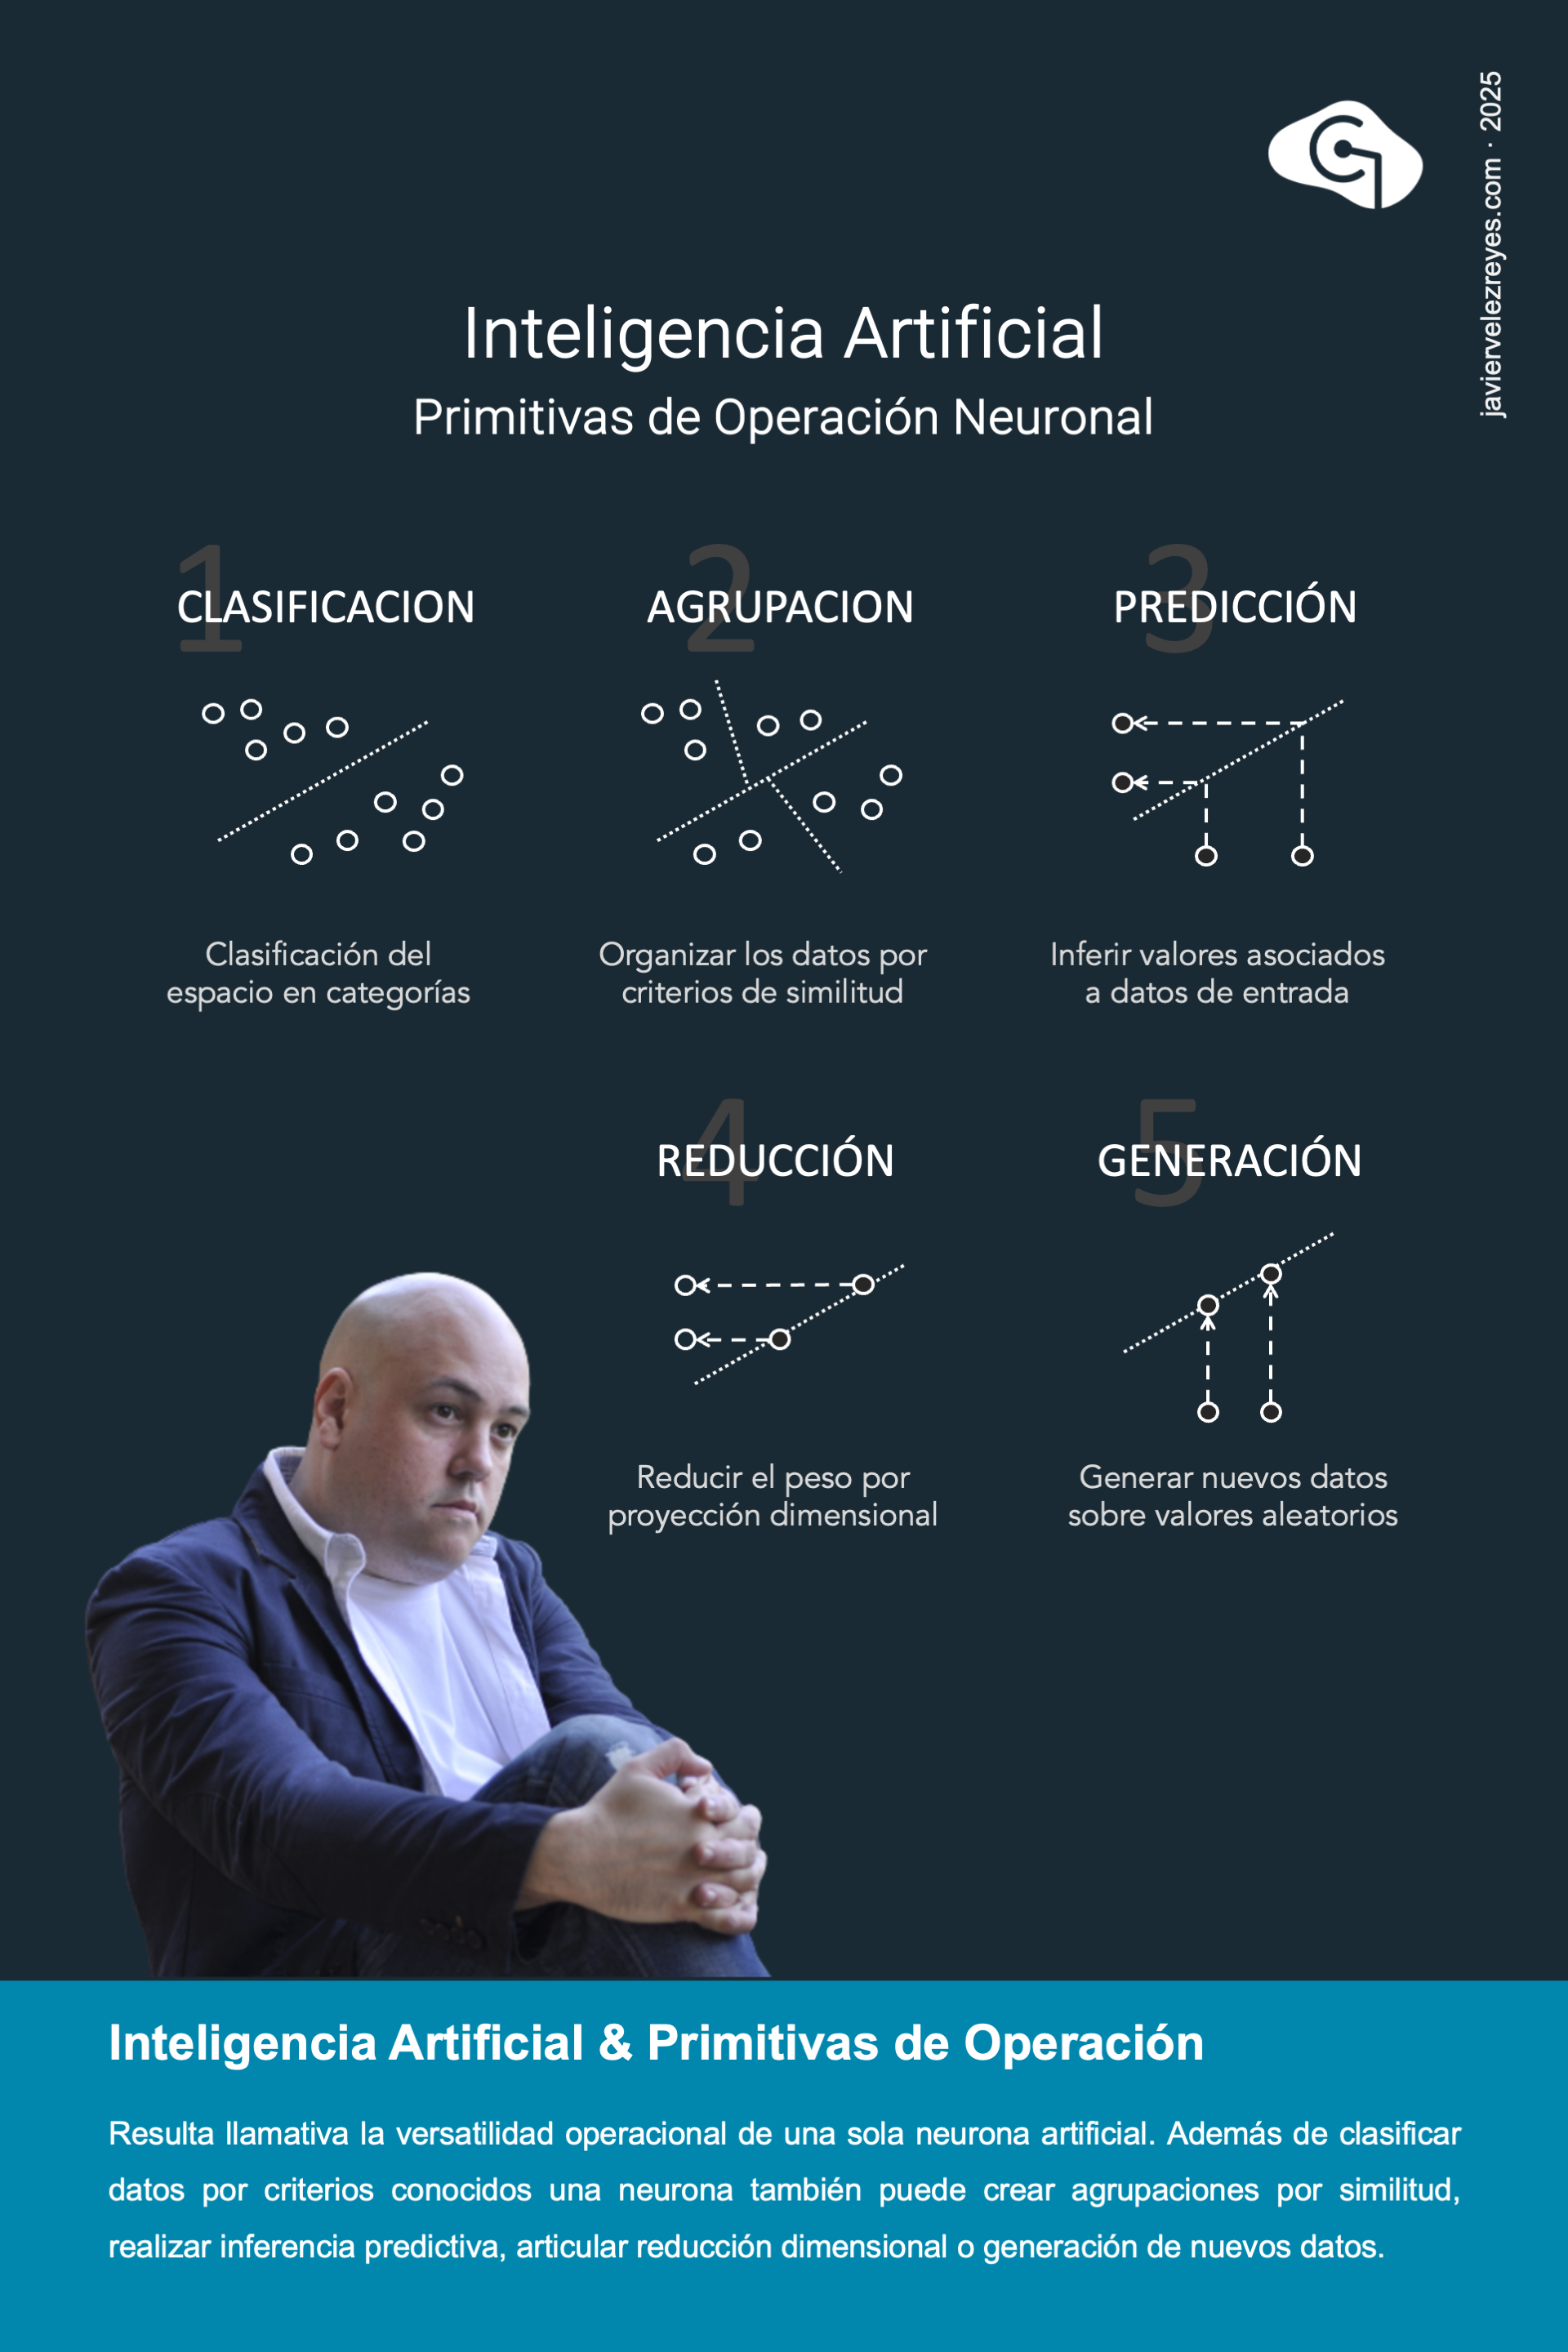 javiervelezreyes.com · 2025
Inteligencia Artificial
Primitivas de Operación Neuronal
1
CLASIFICACION
Clasificación del
espacio en categorías
2
AGRUPACION
Organizar los datos por
criterios de similitud
3
PREDICCIÓN
Inferir valores asociados
a datos de entrada
4
REDUCCIÓN
Reducir el peso por
proyección dimensional
5
GENERACIÓN
Generar nuevos datos
sobre valores aleatorios
Inteligencia Artificial & Primitivas de Operación
Resulta llamativa la versatilidad operacional de una sola neurona artificial. Además de clasificar
datos por criterios conocidos una neurona también puede crear agrupaciones por similitud,
realizar inferencia predictiva, articular reducción dimensional o generación de nuevos datos.